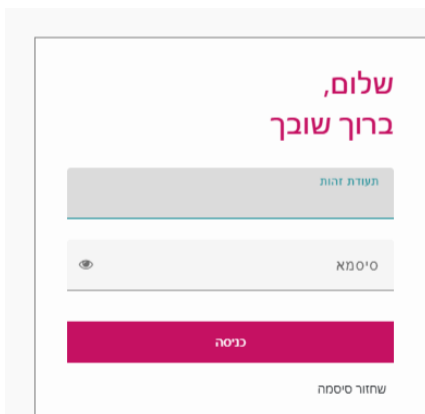 שלום,
ברוך שובך
תעודת זהות
סיסמא
כניסה
שחזור סיסמה